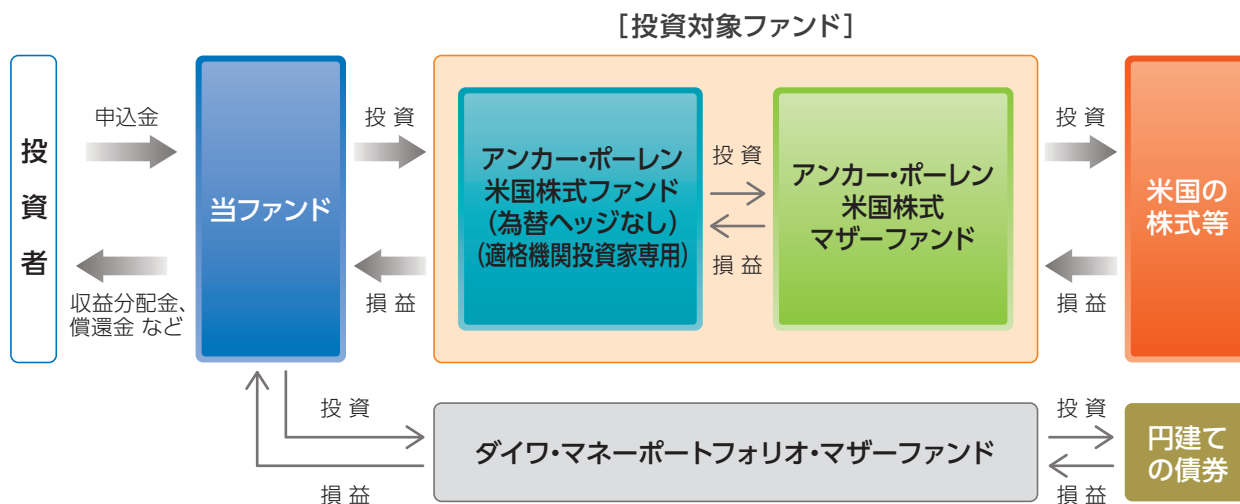 ［投資対象ファンド］
投資者
申込金
収益分配金、
償還金 など
当ファンド
投 資
損 益
アンカー・ポーレン
米国株式ファンド
（為替ヘッジなし）
（適格機関投資家専用）
投 資
損 益
アンカー・ポーレン
米国株式
マザーファンド
投 資
損 益
米国の
株式等
投 資
損 益
ダイワ・マネーポートフォリオ・マザーファンド
投 資
損 益
円建て
の債券